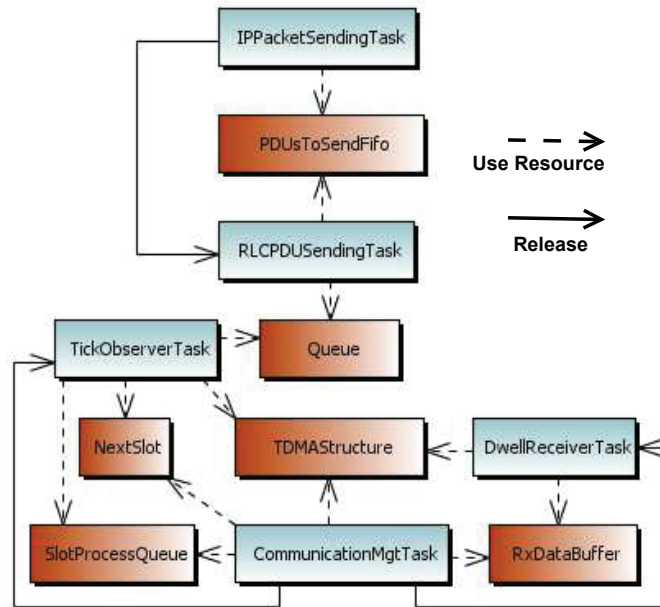 IPPacketSendingTask
PDUsToSendFifo
Use Resource
RLCPDUSendingTask
Release
TickObserverTask
Queue
NextSlot
TDMAStructure
DwellReceiverTask
SlotProcessQueue
CommunicationMgtTask
RxDataBuffer